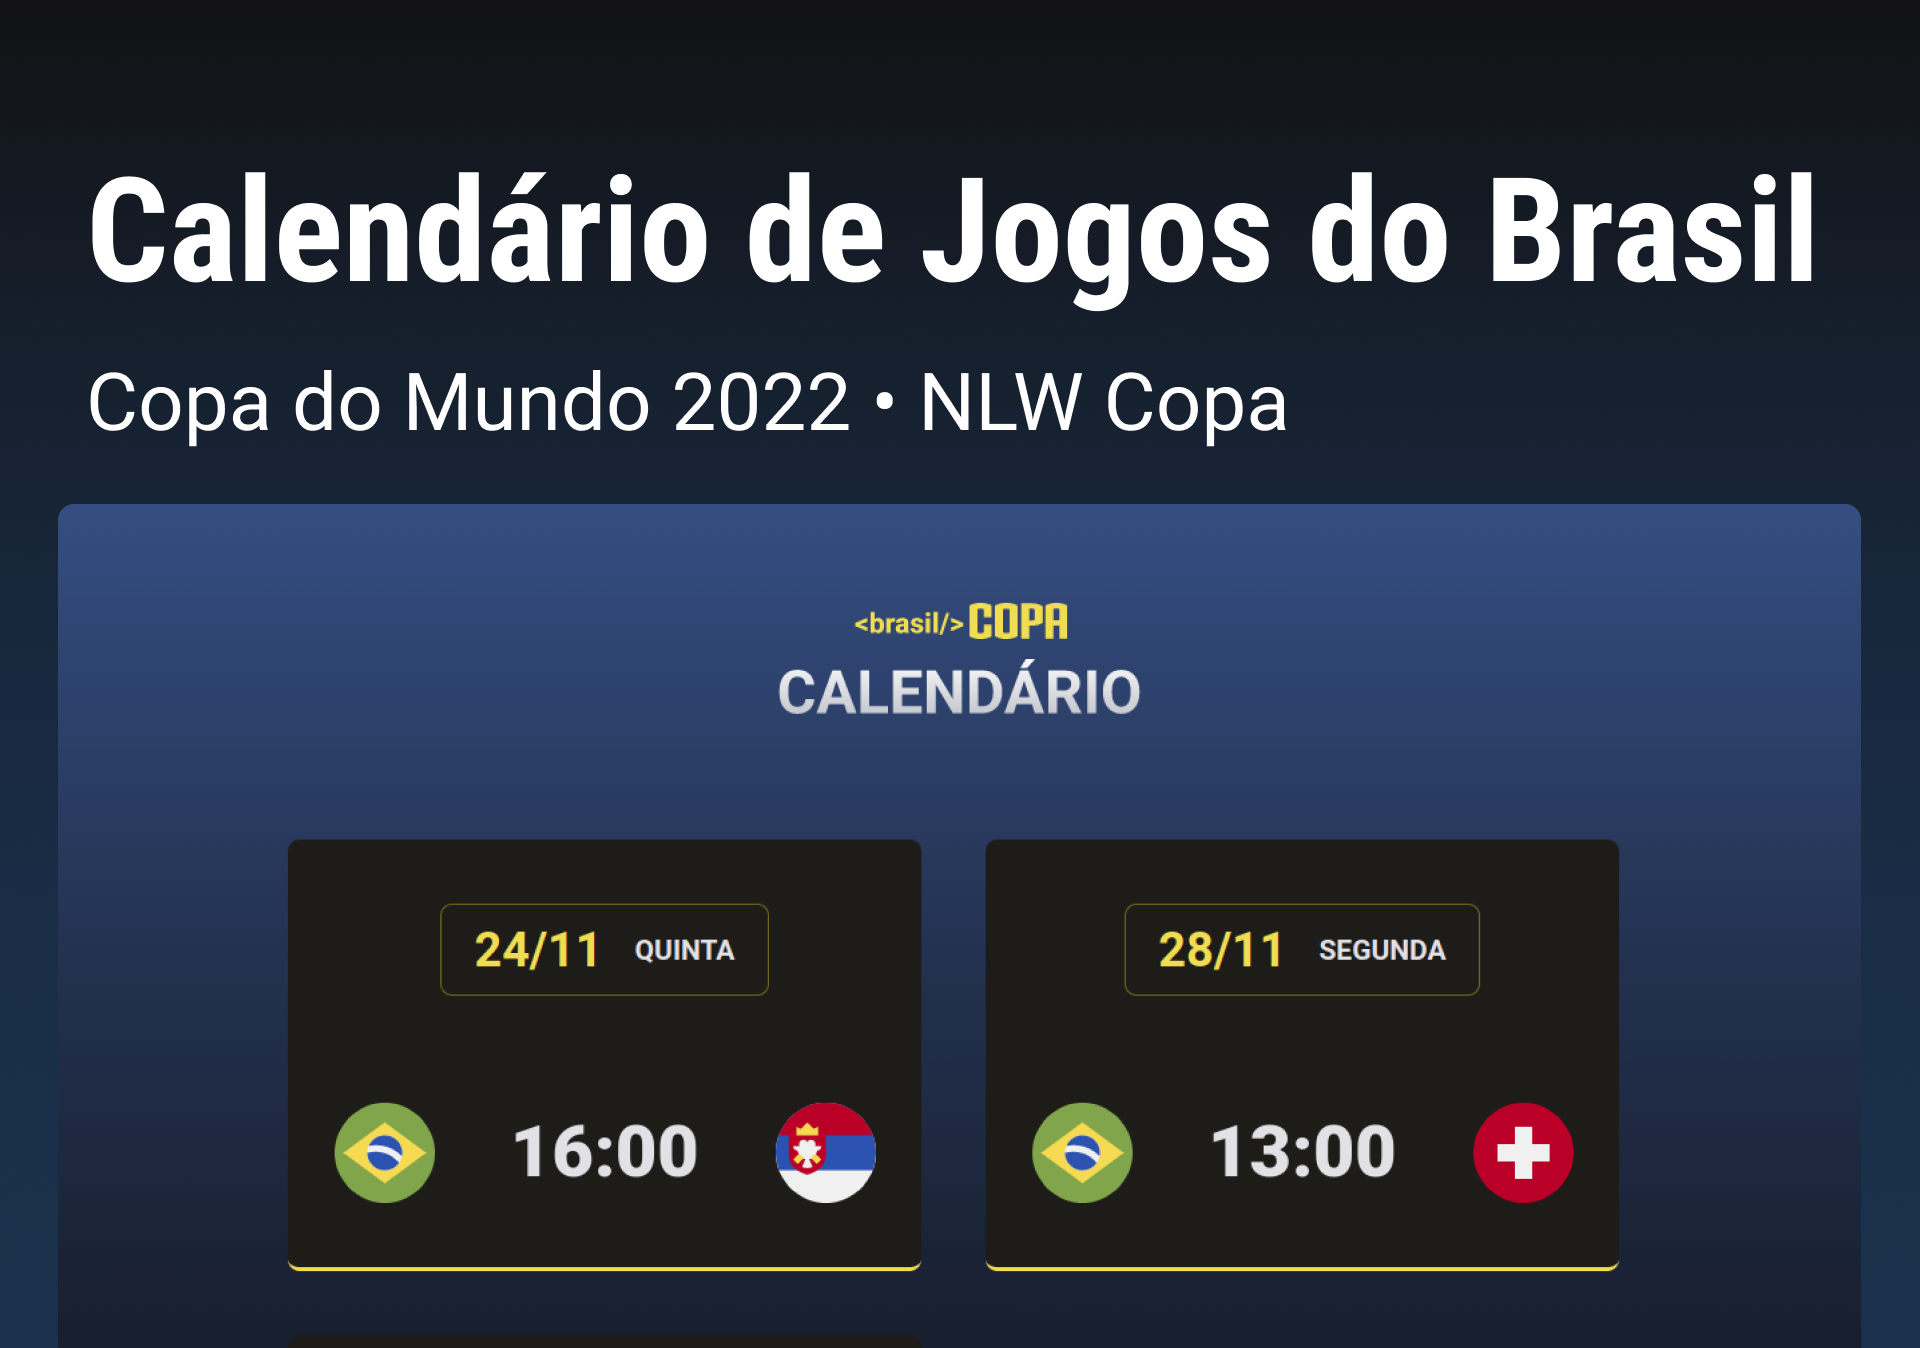 Calendário de Jogos do Brasil
Copa do Mundo 2022 • NLW Copa
<brasil/> COPA
CALENDÁRIO
24/11 QUINTA
28/11 SEGUNDA
16:00
13:00